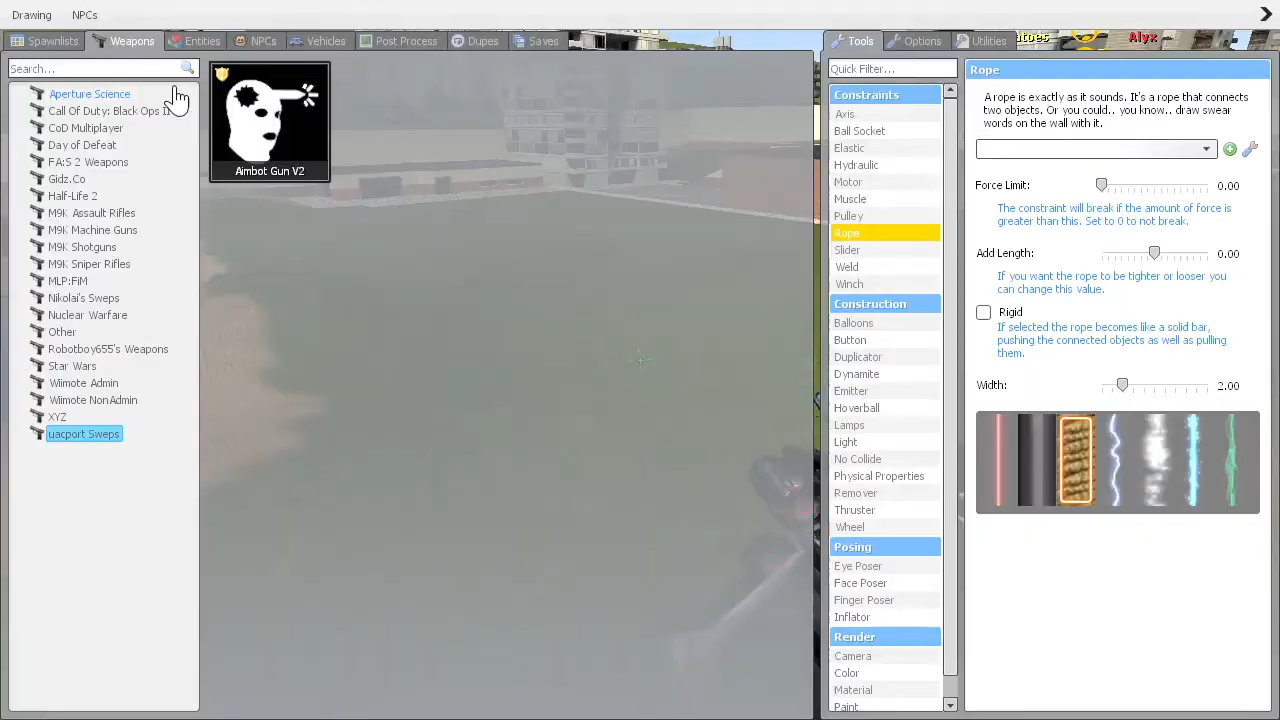 Drawing
NPCs
Spawnlists
Weapons
Entities
NPCs
Vehicles
Post Process
Dupes
Saves
Search...
Aperture Science
Call Of Duty: Black Ops II
CoD Multiplayer
Day of Defeat
FA:S 2 Weapons
Gidz.Co
Half-Life 2
M9K Assault Rifles
M9K Machine Guns
M9K Shotguns
M9K Sniper Rifles
MLP:FiM
Nikolai's Sweps
Nuclear Warfare
Other
Robotboy655's Weapons
Star Wars
Wiimote Admin
Wiimote NonAdmin
XYZ
uacport Sweps
Aimbot Gun V2
Alyx
Tools
Options
Utilities
Quick Filter...
Constraints
Axis
Ball Socket
Elastic
Hydraulic
Motor
Muscle
Pulley
Rope
Slider
Weld
Winch
Construction
Balloons
Button
Duplicator
Dynamite
Emitter
Hoverball
Lamps
Light
No Collide
Physical Properties
Remover
Thruster
Wheel
Posing
Eye Poser
Face Poser
Finger Poser
Inflator
Render
Camera
Color
Material
Paint
Rope
A rope is exactly as it sounds. It's a rope that connects
two objects. Or you could.. you know.. draw swear
words on the wall with it.
Force Limit: 0.00
The constraint will break if the amount of force is
greater than this. Set to 0 to not break.
Add Length: 0.00
If you want the rope to be tighter or looser you
can change this value.
Rigid
If selected the rope becomes like a solid bar,
pushing the connected objects as well as pulling
them.
Width: 2.00